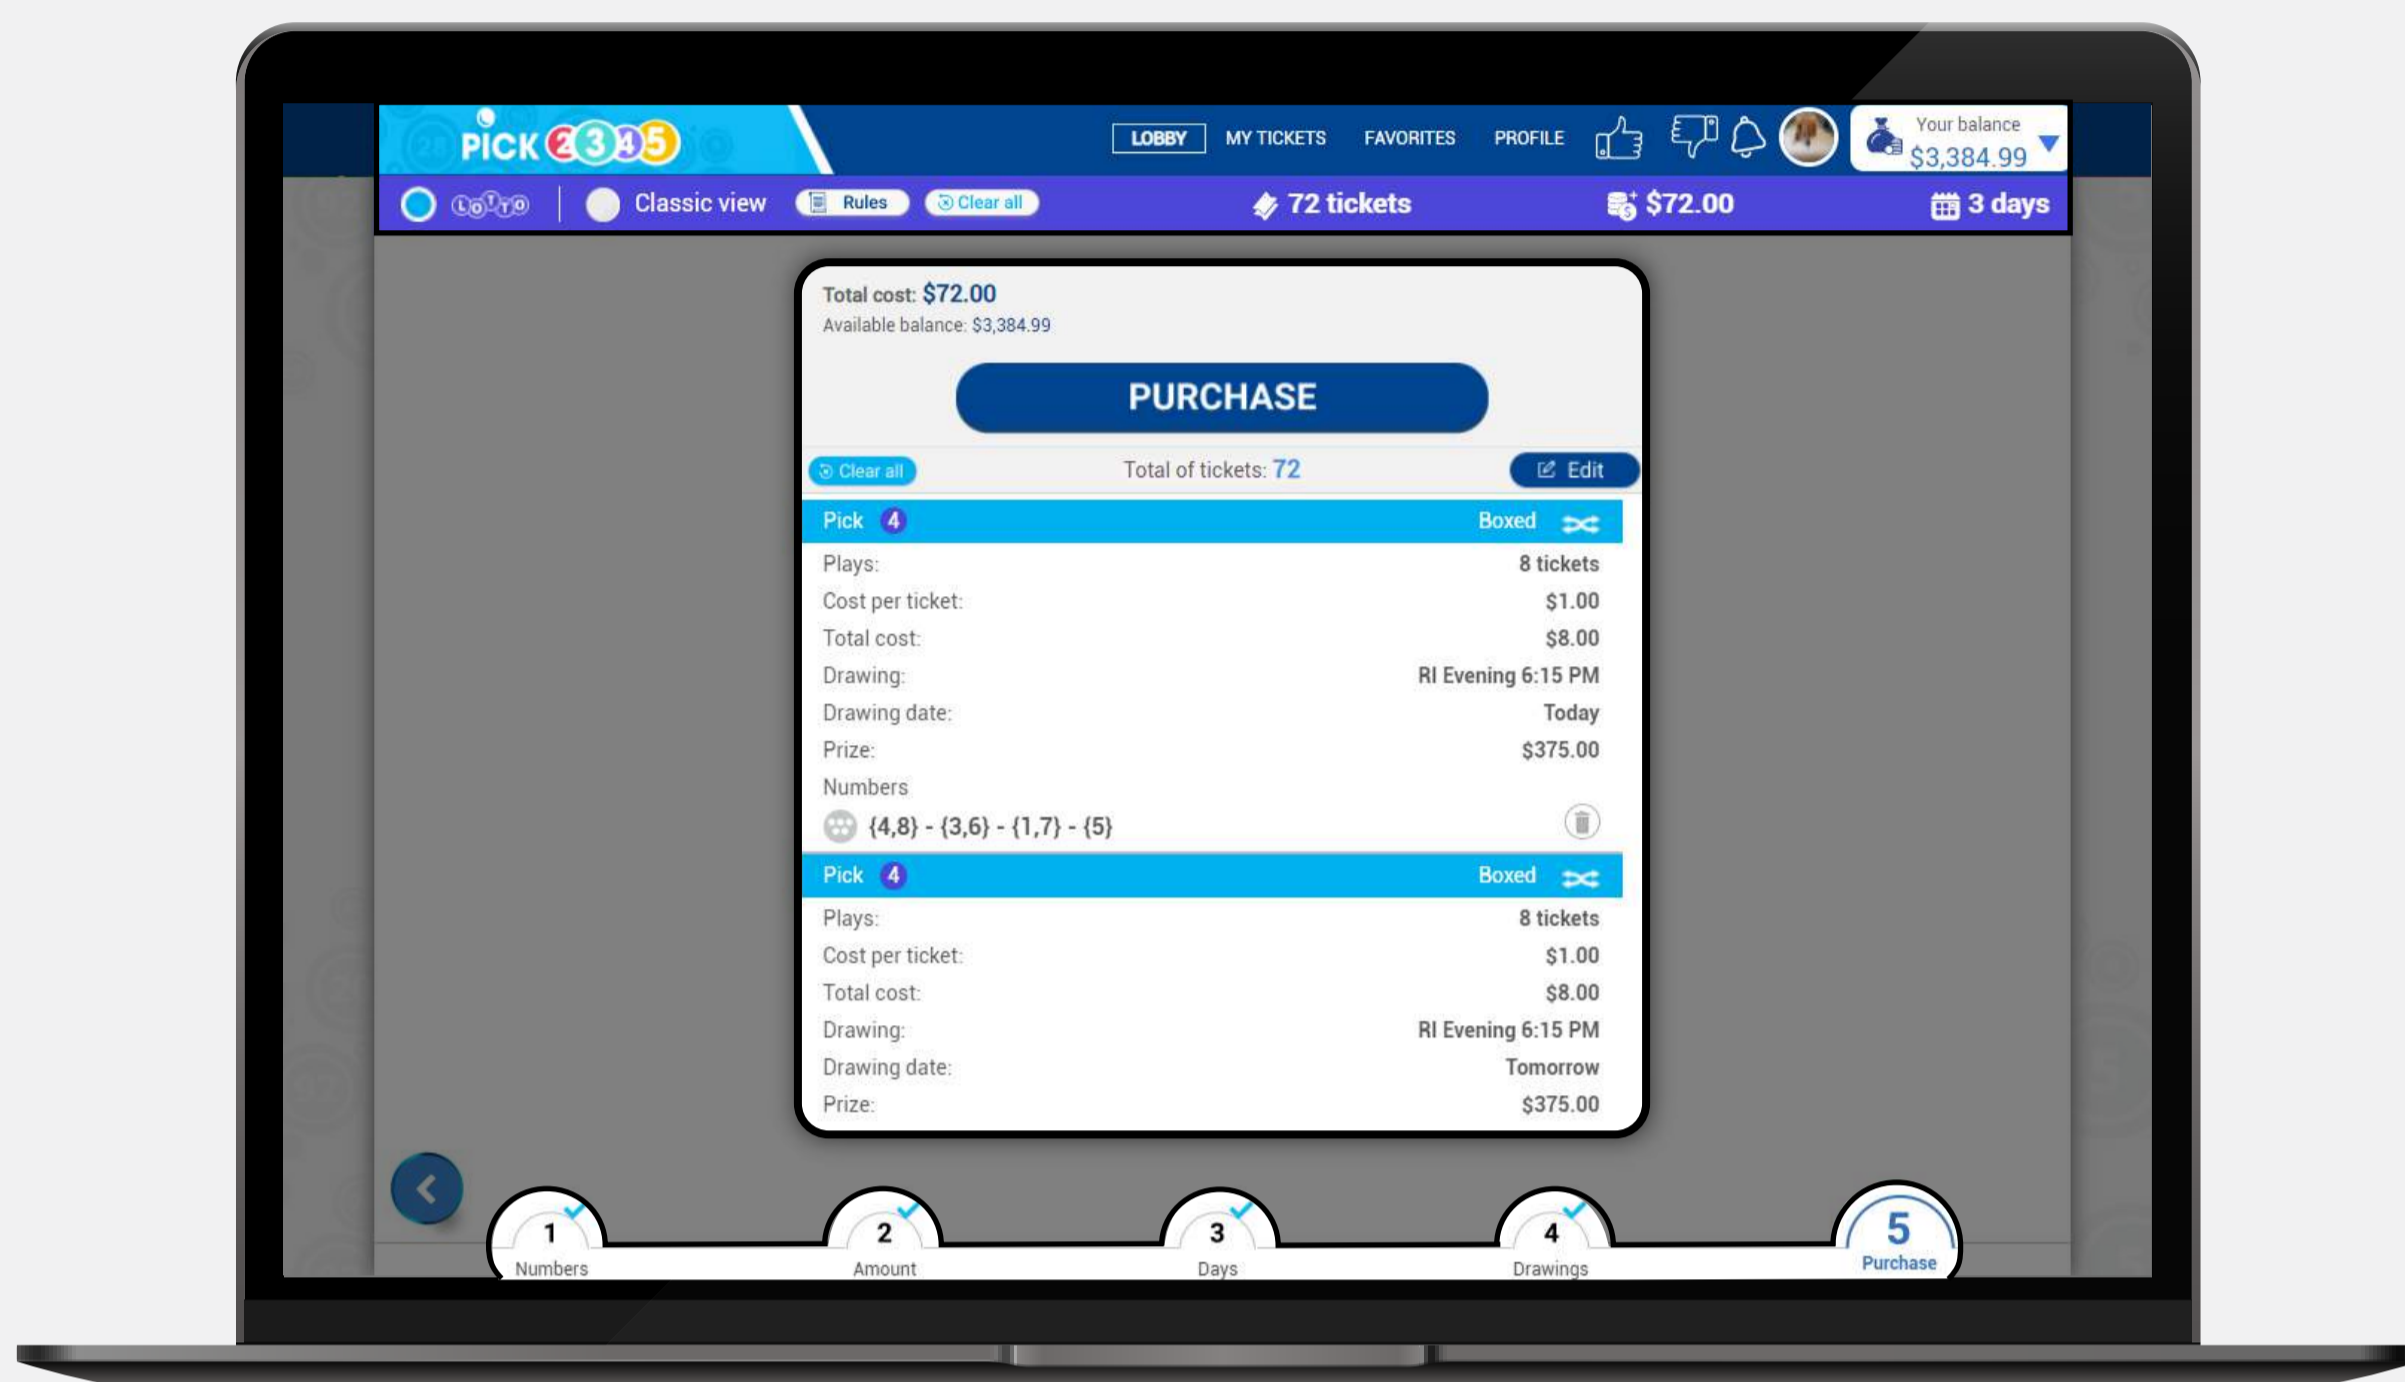 PICK 2345
LOBBY MY TICKETS FAVORITES PROFILE
Your balance
$3,384.99
LOTTO Classic view Rules Clear all 72 tickets $72.00 3 days
Total cost: $72.00
Available balance: $3,384.99
PURCHASE
Clear all Total of tickets: 72 Edit
Pick 4 Boxed
Plays: 8 tickets
Cost per ticket: $1.00
Total cost: $8.00
Drawing: RI Evening 6:15 PM
Drawing date: Today
Prize: $375.00
Numbers
{4,8} - {3,6} - {1,7} - {5}
Pick 4 Boxed
Plays: 8 tickets
Cost per ticket: $1.00
Total cost: $8.00
Drawing: RI Evening 6:15 PM
Drawing date: Tomorrow
Prize: $375.00
1 2 3 4 5
Numbers Amount Days Drawings Purchase